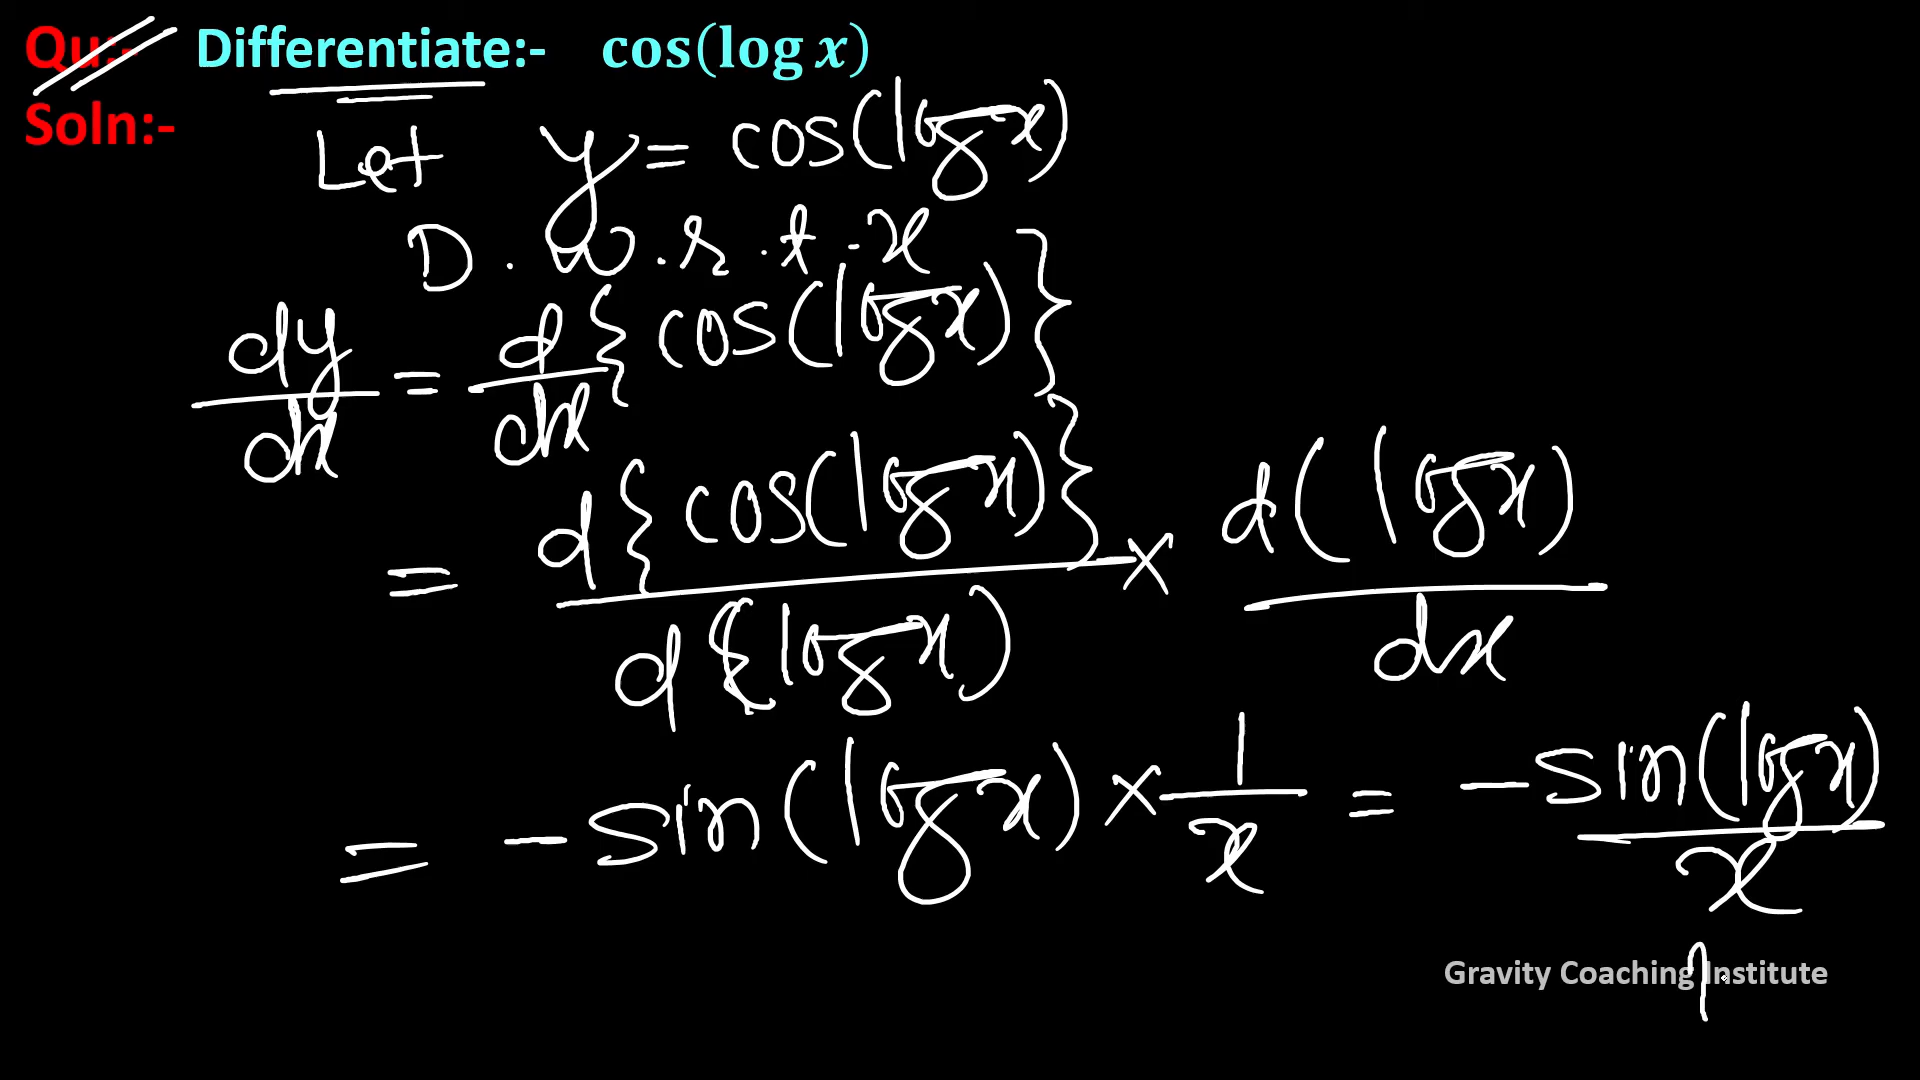 Qu:- Differentiate:- cos(log x)
Soln:-
Let y = cos(log x)
D.w.r.t.x
dy/dx = d/dx {cos(log x)}
= d{cos(log x)}/d(log x) × d(log x)/dx
= -sin(log x) × 1/x = -sin(log x)/x
Gravity Coaching Institute